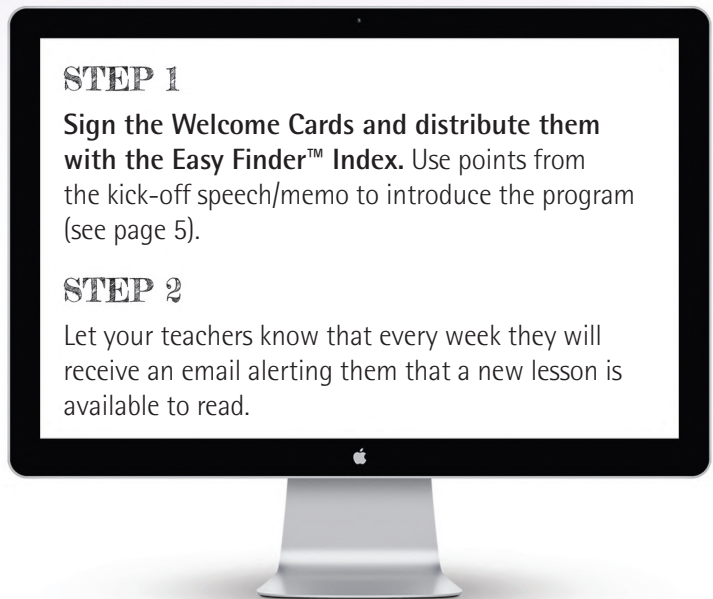 STEP 1
Sign the Welcome Cards and distribute them
with the Easy Finder™ Index. Use points from
the kick-off speech/memo to introduce the program
(see page 5).
STEP 2
Let your teachers know that every week they will
receive an email alerting them that a new lesson is
available to read.